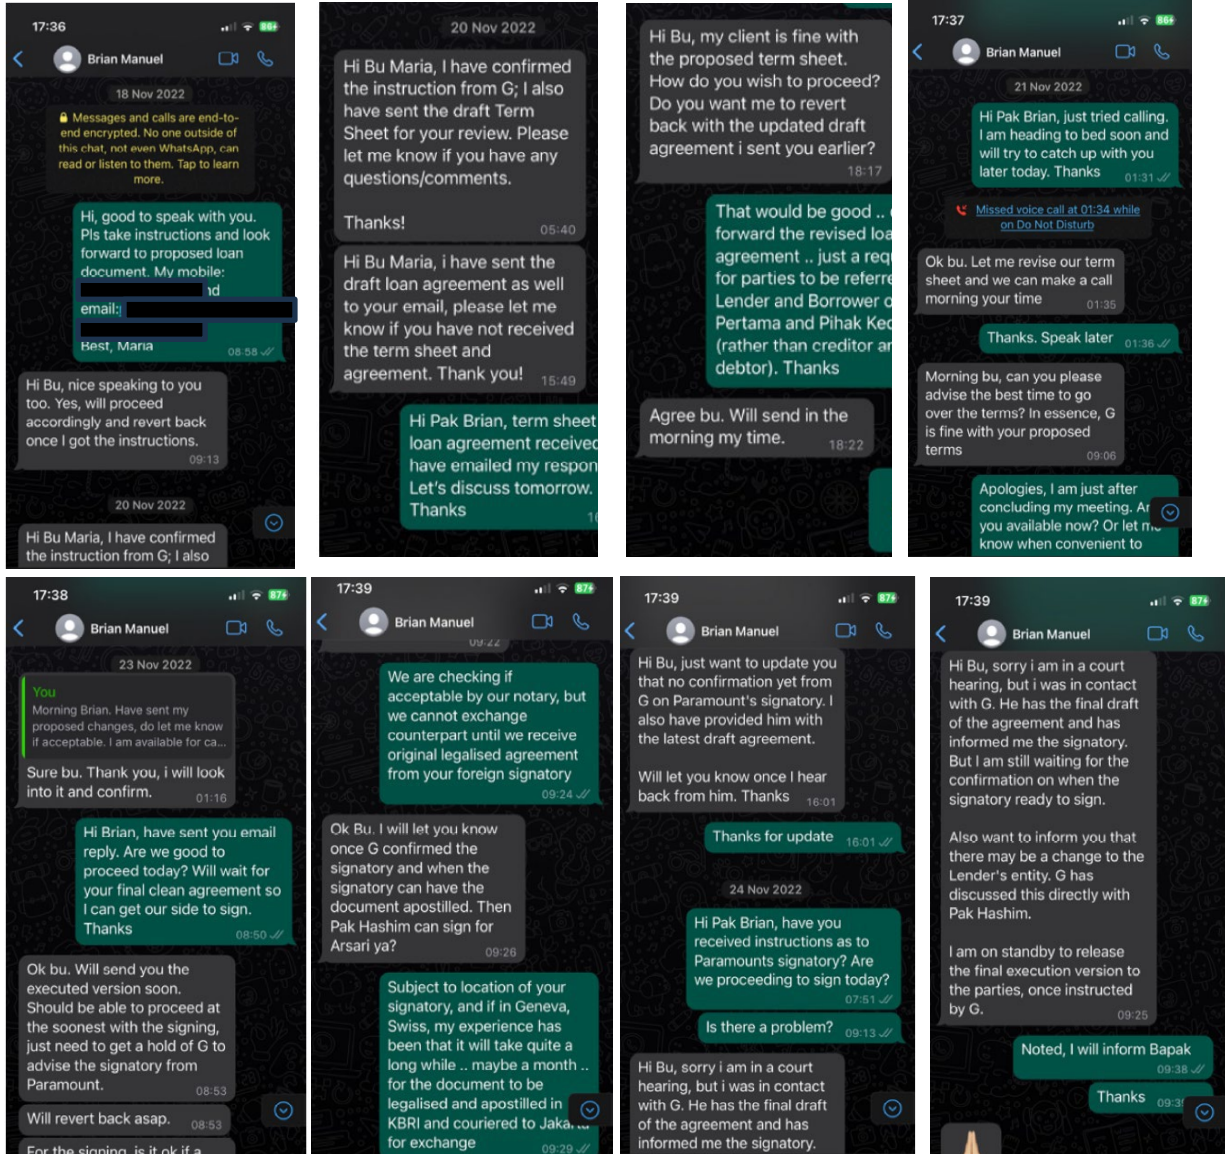 17:36
86
Brian Manuel
18 Nov 2022
Messages and calls are end-to-
end encrypted. No one outside of
this chat, not even WhatsApp, can
read or listen to them. Tap to learn
more.
Hi, good to speak with you.
Pls take instructions and look
forward to proposed loan
document. My mobile:
nd
email:
Best, Maria
08:58
Hi Bu, nice speaking to you
too. Yes, will proceed
accordingly and revert back
once I got the instructions.
09:13
20 Nov 2022
Hi Bu Maria, I have confirmed
the instruction from G; I also
20 Nov 2022
Hi Bu Maria, I have confirmed
the instruction from G; I also
have sent the draft Term
Sheet for your review. Please
let me know if you have any
questions/comments.
Thanks!
05:40
Hi Bu Maria, i have sent the
draft loan agreement as well
to your email, please let me
know if you have not received
the term sheet and
agreement. Thank you!
15:49
Hi Pak Brian, term sheet
loan agreement received
have emailed my respon
Let's discuss tomorrow.
Thanks
Hi Bu, my client is fine with
the proposed term sheet.
How do you wish to proceed?
Do you want me to revert
back with the updated draft
agreement i sent you earlier?
18:17
That would be good ..
forward the revised loa
agreement .. just a req
for parties to be referre
Lender and Borrower o
Pertama and Pihak Ked
(rather than creditor an
debtor). Thanks
Agree bu. Will send in the
morning my time.
18:22
17:37
86
Brian Manuel
21 Nov 2022
Hi Pak Brian, just tried calling.
I am heading to bed soon and
will try to catch up with you
later today. Thanks
01:31
Missed voice call at 01:34 while
on Do Not Disturb
Ok bu. Let me revise our term
sheet and we can make a call
morning your time
01:35
Thanks. Speak later
01:36
Morning bu, can you please
advise the best time to go
over the terms? In essence, G
is fine with your proposed
terms
09:06
Apologies, I am just after
concluding my meeting. Ar
you available now? Or let me
know when convenient to
17:38
87
Brian Manuel
23 Nov 2022
You
Morning Brian. Have sent my
proposed changes, do let me know
if acceptable. I am available for ca...
Sure bu. Thank you, i will look
into it and confirm.
01:16
Hi Brian, have sent you email
reply. Are we good to
proceed today? Will wait for
your final clean agreement so
I can get our side to sign.
Thanks
08:50
Ok bu. Will send you the
executed version soon.
Should be able to proceed at
the soonest with the signing,
just need to get a hold of G to
advise the signatory from
Paramount.
08:53
Will revert back asap.
08:53
For the signing, is it ok if a
17:39
87
Brian Manuel
09:22
We are checking if
acceptable by our notary, but
we cannot exchange
counterpart until we receive
original legalised agreement
from your foreign signatory
09:24
Ok Bu. I will let you know
once G confirmed the
signatory and when the
signatory can have the
document apostilled. Then
Pak Hashim can sign for
Arsari ya?
09:26
Subject to location of your
signatory, and if in Geneva,
Swiss, my experience has
been that it will take quite a
long while .. maybe a month ..
for the document to be
legalised and apostilled in
KBRI and couriered to Jakarta
for exchange
09:29
17:39
87
Brian Manuel
Hi Bu, just want to update you
that no confirmation yet from
G on Paramount's signatory. I
also have provided him with
the latest draft agreement.
Will let you know once I hear
back from him. Thanks
16:01
Thanks for update
16:01
24 Nov 2022
Hi Pak Brian, have you
received instructions as to
Paramounts signatory? Are
we proceeding to sign today?
07:51
Is there a problem?
09:13
Hi Bu, sorry i am in a court
hearing, but i was in contact
with G. He has the final draft
of the agreement and has
informed me the signatory.
17:39
87
Brian Manuel
Hi Bu, sorry i am in a court
hearing, but i was in contact
with G. He has the final draft
of the agreement and has
informed me the signatory.
But I am still waiting for the
confirmation on when the
signatory ready to sign.
Also want to inform you that
there may be a change to the
Lender's entity. G has
discussed this directly with
Pak Hashim.
I am on standby to release
the final execution version to
the parties, once instructed
by G.
09:25
Noted, I will inform Bapak
09:38
Thanks